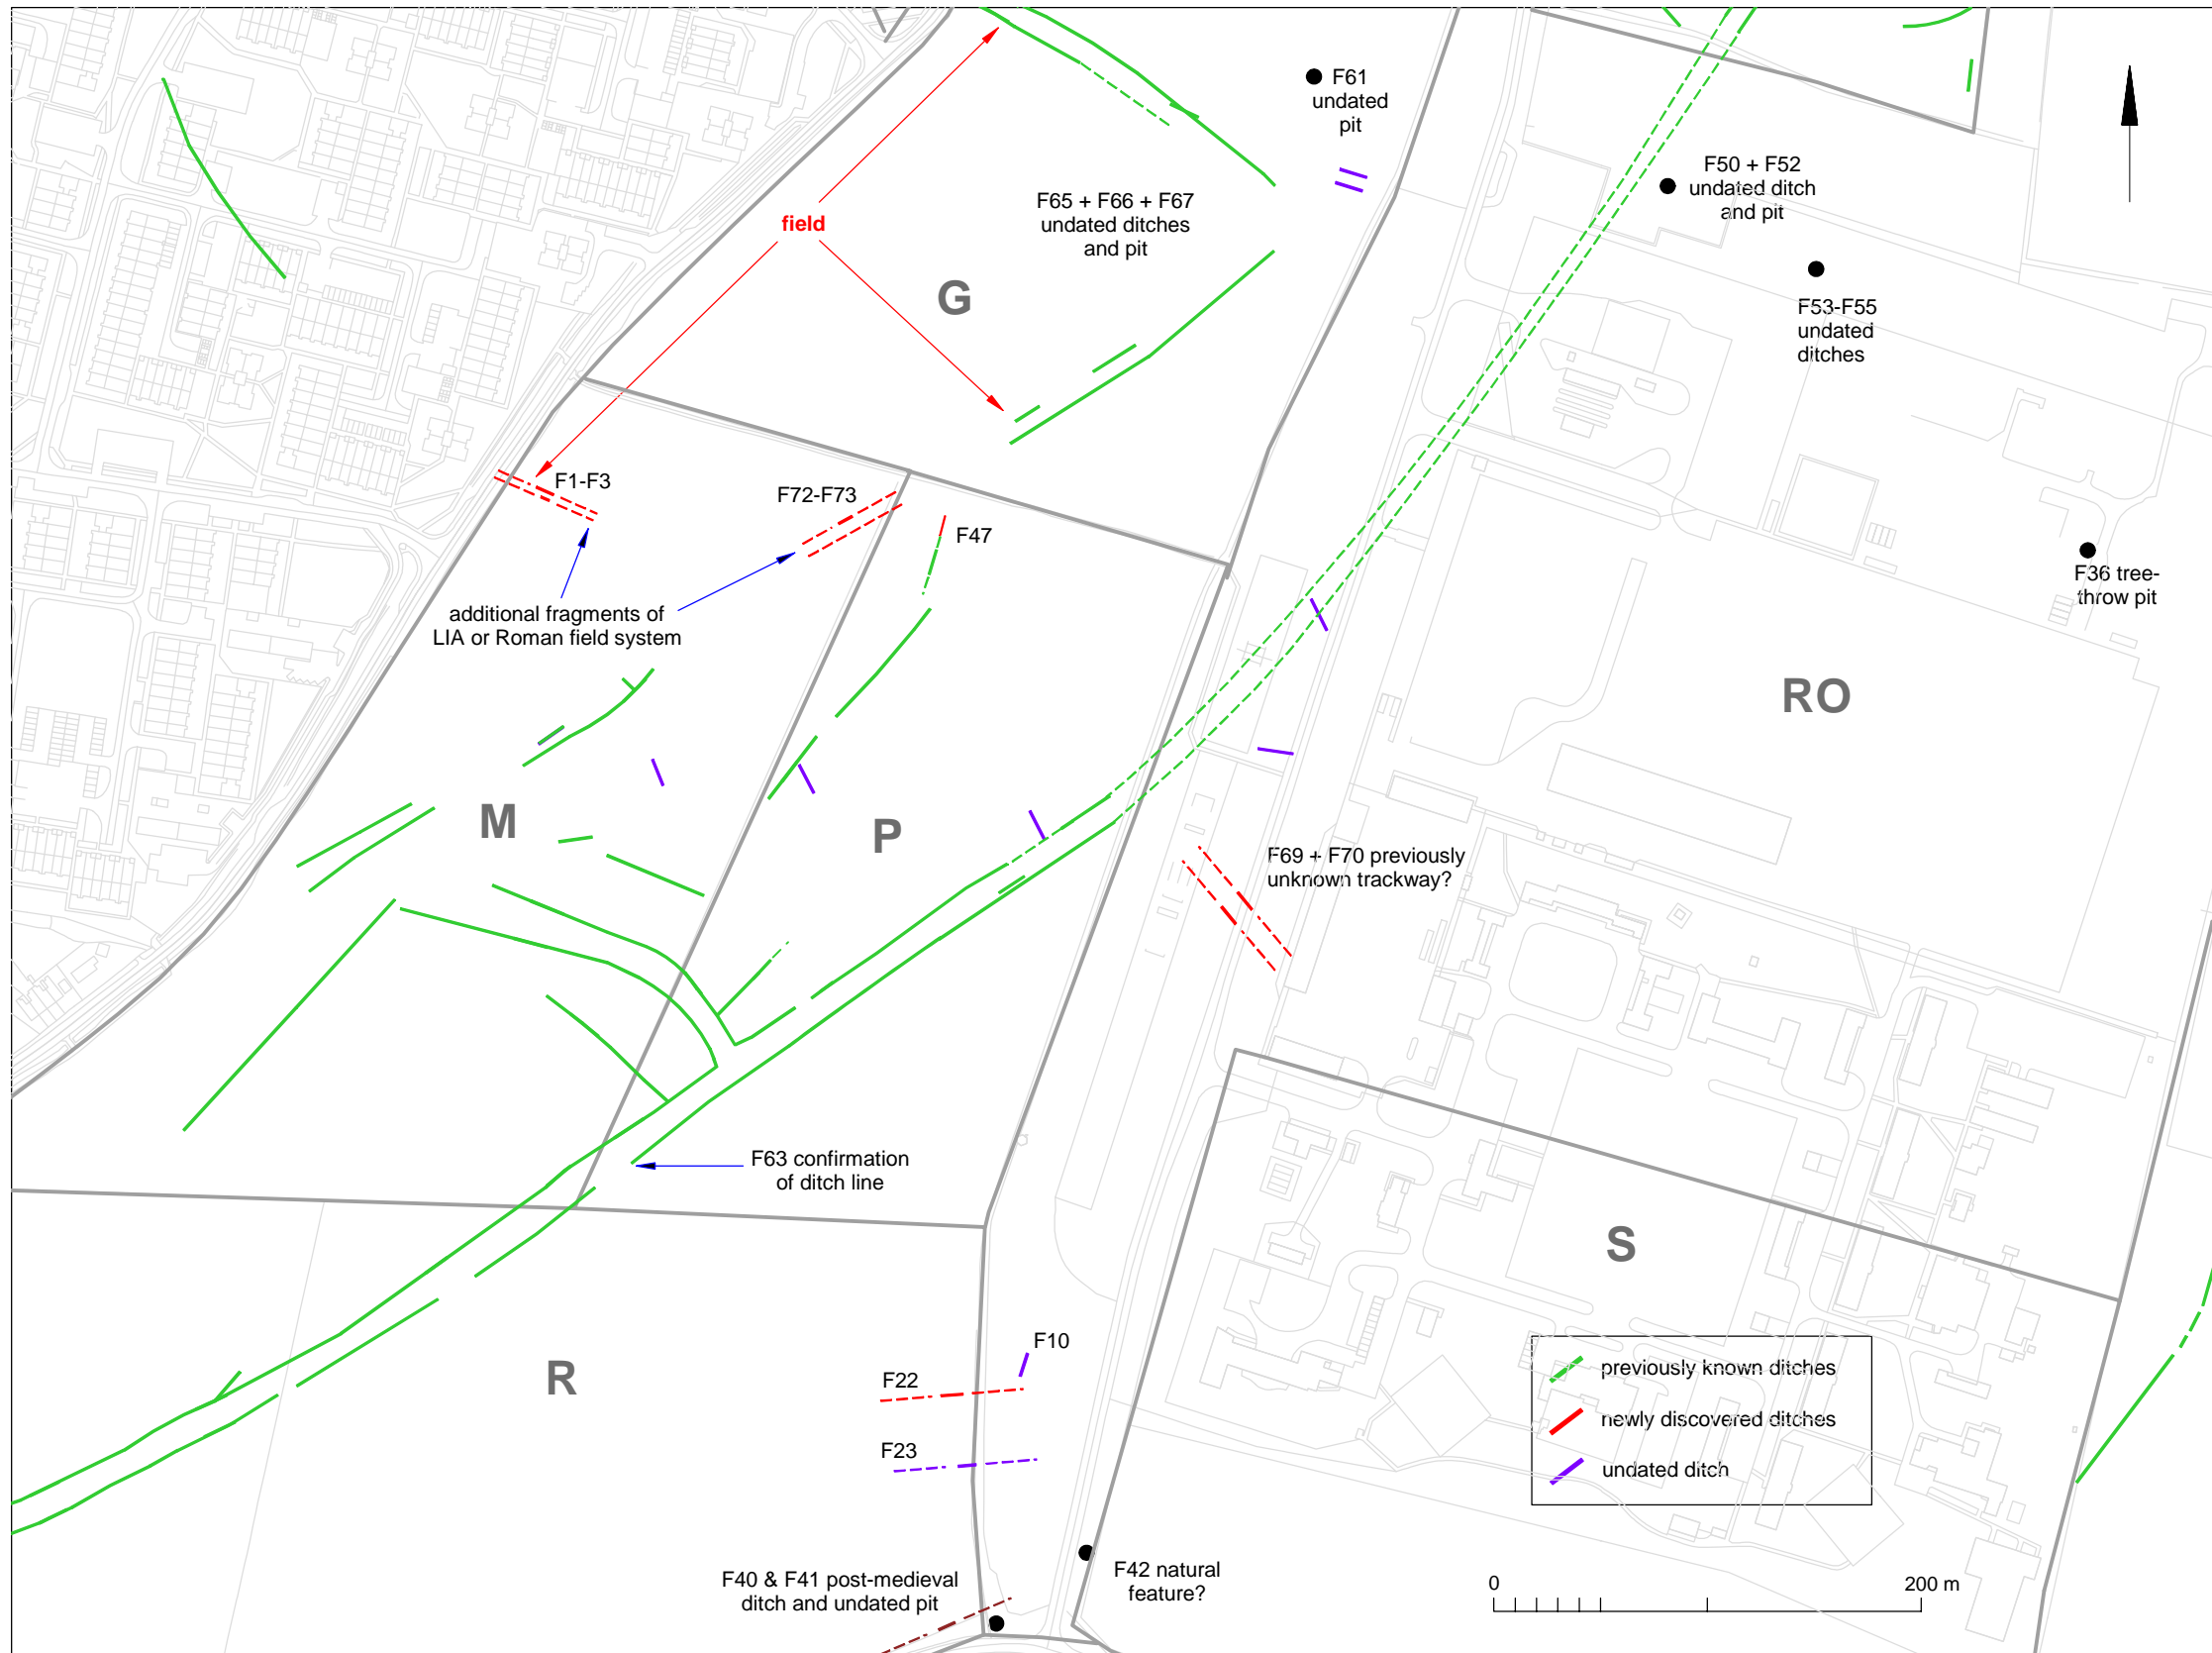 F61
undated
pit
F50 + F52
undated ditch
and pit
F65 + F66 + F67
undated ditches
and pit
field
G
F53-F55
undated
ditches
F1-F3
F72-F73
F47
F36 tree-
throw pit
additional fragments of
LIA or Roman field system
RO
M
P
F69 + F70 previously
unknown trackway?
F63 confirmation
of ditch line
S
F10
F22
R
F23
previously known ditches
newly discovered ditches
undated ditch
F42 natural
feature?
F40 & F41 post-medieval
ditch and undated pit
0
200 m